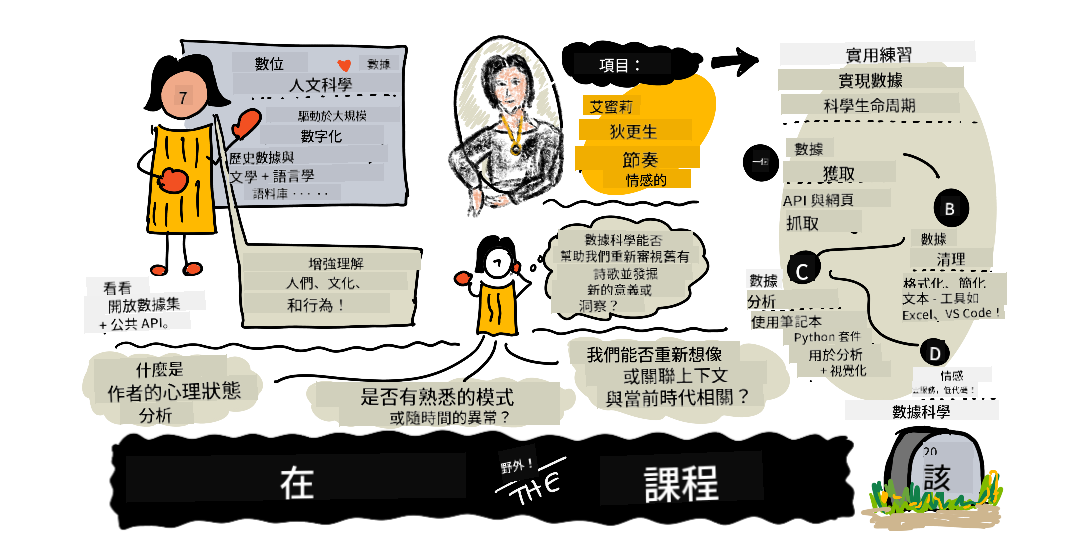 數位
數據
人文科學
驅動於大規模
數字化
歷史數據與
文學 + 語言學
語料庫 · · · · ·
增強理解
人們、文化、
和行為！
看看
開放數據集
+ 公共 API。
項目：
艾蜜莉
狄更生
節奏
情感的
數據科學能否
幫助我們重新審視舊有
詩歌並發掘
新的意義或
洞察？
什麼是
作者的心理狀態
分析
是否有熟悉的模式
或隨時間的異常？
我們能否重新想像
或關聯上下文
與當前時代相關？
實用練習
實現數據
科學生命周期
數據
獲取
API 與網頁
抓取
B
數據
清理
格式化、簡化
文本 - 工具如
Excel、VS Code！
C
數據
分析
使用筆記本
Python 套件
用於分析
+ 視覺化
D
情感
數據科學
20
該
在
野外！
THE
課程